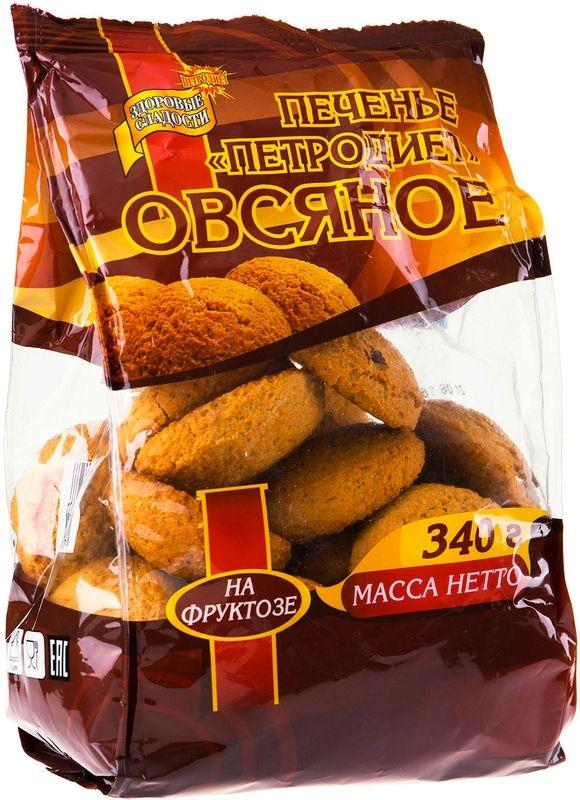 ПЕТРОДИЕТ
ЗДОРОВЫЕ
СЛАДОСТИ
ПЕЧЕНЬЕ
«ПЕТРОДИЕТ»
ОВСЯНОЕ
340 г
МАССА НЕТТО
НА
ФРУКТОЗЕ
EAC